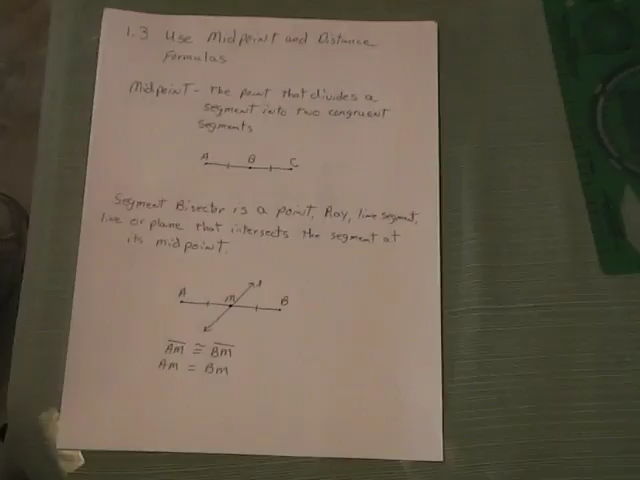 1.3 Use Midpoint and Distance
Formulas
Midpoint - The point that divides a
segment into two congruent
segments
A B C
Segment Bisector is a point, Ray, line segment,
line or plane that intersects the segment at
its midpoint.
A M B
AM ≅ BM
AM = BM